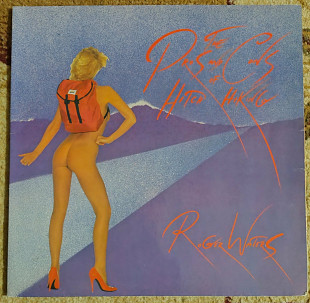 The
Pros and Cons
of
Hitch Hiking
Roger Waters